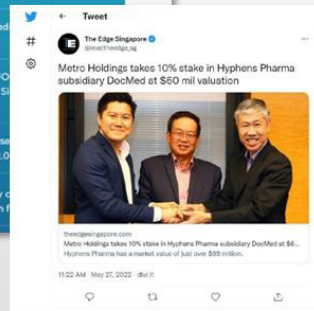 Tweet
The Edge Singapore
Metro Holdings takes 10% stake in Hyphens Pharma
subsidiary DocMed at $60 mil valuation
theedgesingapore.com
Metro Holdings takes 10% stake in Hyphens Pharma subsidiary DocMed at $6...
Hyphens Pharma has a market value of just over $88 million.
11:22 AM · May 27, 2022 · dlvr.it